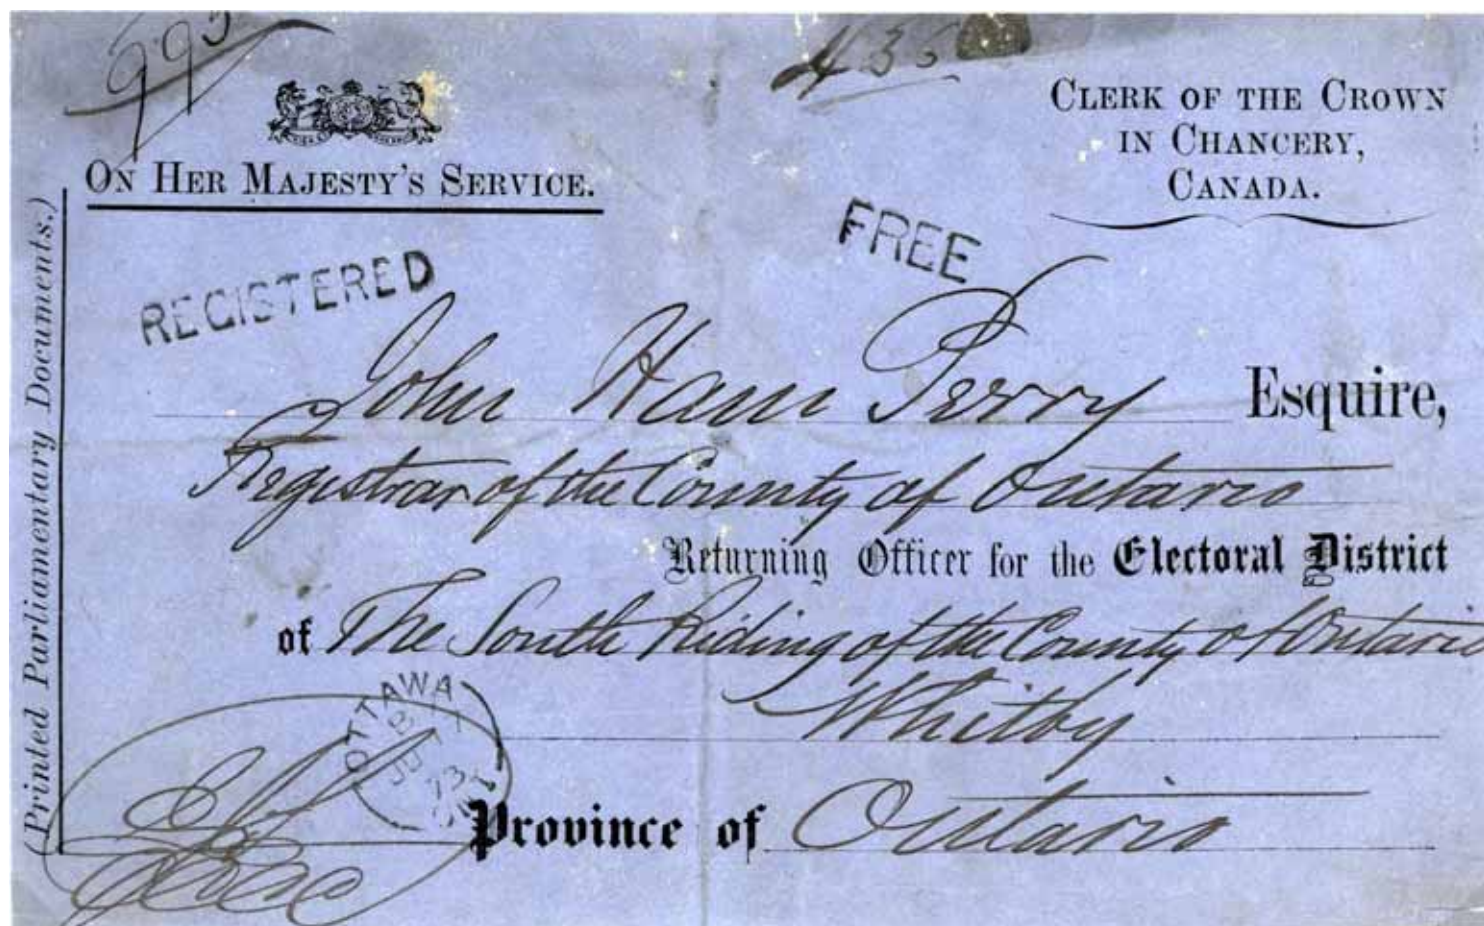 995
435
ON HER MAJESTY'S SERVICE.
CLERK OF THE CROWN
IN CHANCERY,
CANADA.
(Printed Parliamentary Documents.)
REGISTERED
FREE
John Ham Perry Esquire,
Registrar of the County of Ontario
Returning Officer for the Electoral District
of The South Riding of the County of Ontario
Whitby
OTTAWA
73
ONT
Province of Ontario